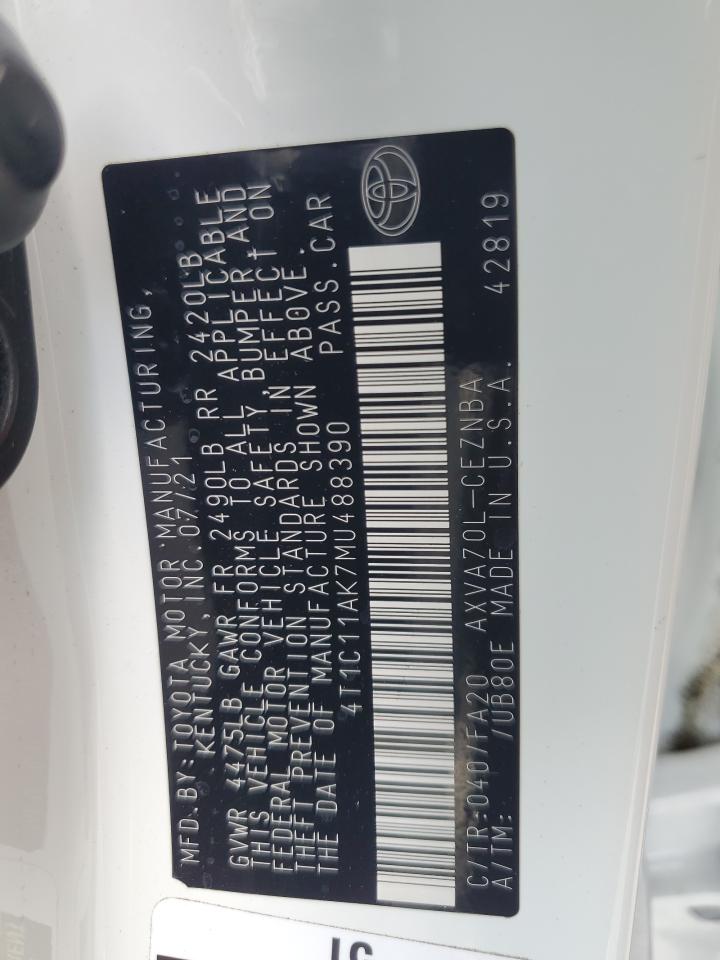 MFD. BY: TOYOTA MOTOR MANUFACTURING,
KENTUCKY, INC. 07/21
GVWR 4475LB GAWR FR 2490LB RR 2420LB
THIS VEHICLE CONFORMS TO ALL APPLICABLE
FEDERAL MOTOR VEHICLE SAFETY, BUMPER, AND
THEFT PREVENTION STANDARDS IN EFFECT ON
THE DATE OF MANUFACTURE SHOWN ABOVE.
4T1C11AK7MU488390 PASS.CAR
C/TR: 040/FA20 AXVA70L-CEZNBA
A/TM: /UB80E MADE IN U.S.A. 42819